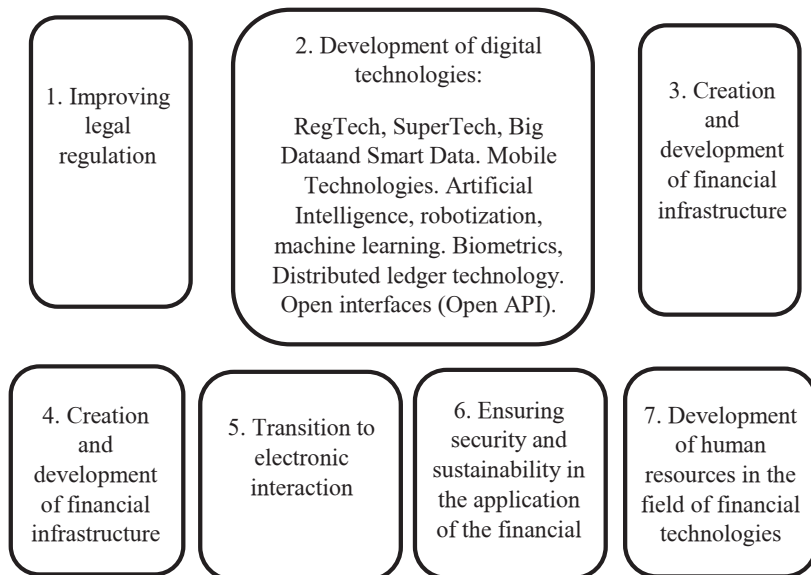 1. Improving
legal
regulation
2. Development of digital
technologies:
RegTech, SuperTech, Big
Dataand Smart Data. Mobile
Technologies. Artificial
Intelligence, robotization,
machine learning. Biometrics,
Distributed ledger technology.
Open interfaces (Open API).
3. Creation
and
development
of financial
infrastructure
4. Creation
and
development
of financial
infrastructure
5. Transition to
electronic
interaction
6. Ensuring
security and
sustainability in
the application
of the financial
7. Development
of human
resources in the
field of financial
technologies